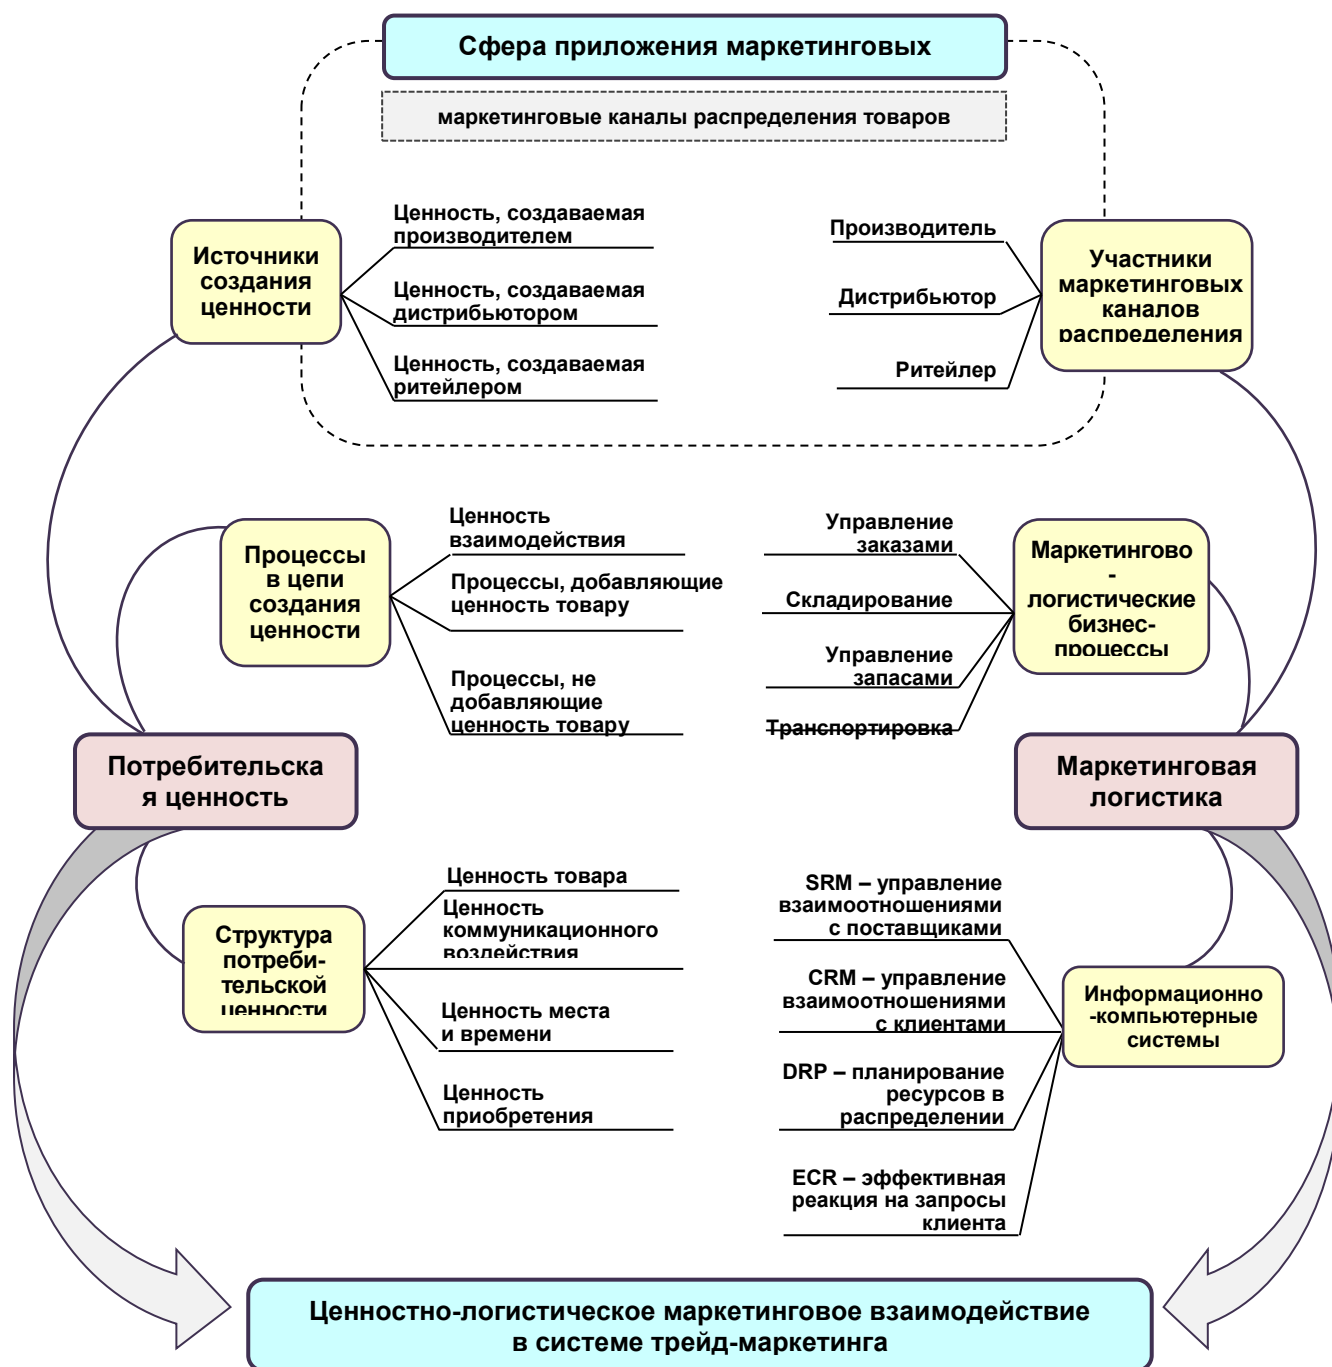 Сфера приложения маркетинговых
маркетинговые каналы распределения товаров
Источники
создания
ценности
Ценность, создаваемая
производителем
Ценность, создаваемая
дистрибьютором
Ценность, создаваемая
ритейлером
Производитель
Дистрибьютор
Ритейлер
Участники
маркетинговых
каналов
распределения
Процессы
в цепи
создания
ценности
Ценность
взаимодействия
Процессы, добавляющие
ценность товару
Процессы, не
добавляющие
ценность товару
Управление
заказами
Складирование
Управление
запасами
Транспортировка
Маркетингово
-
логистические
бизнес-
процессы
Потребительска
я ценность
Маркетинговая
логистика
Структура
потреби-
тельской
ценности
Ценность товара
Ценность
коммуникационного
воздействия
Ценность места
и времени
Ценность
приобретения
SRM – управление
взаимоотношениями
с поставщиками
CRM – управление
взаимоотношениями
с клиентами
DRP – планирование
ресурсов в
распределении
ECR – эффективная
реакция на запросы
клиента
Информационно
-компьютерные
системы
Ценностно-логистическое маркетинговое взаимодействие
в системе трейд-маркетинга